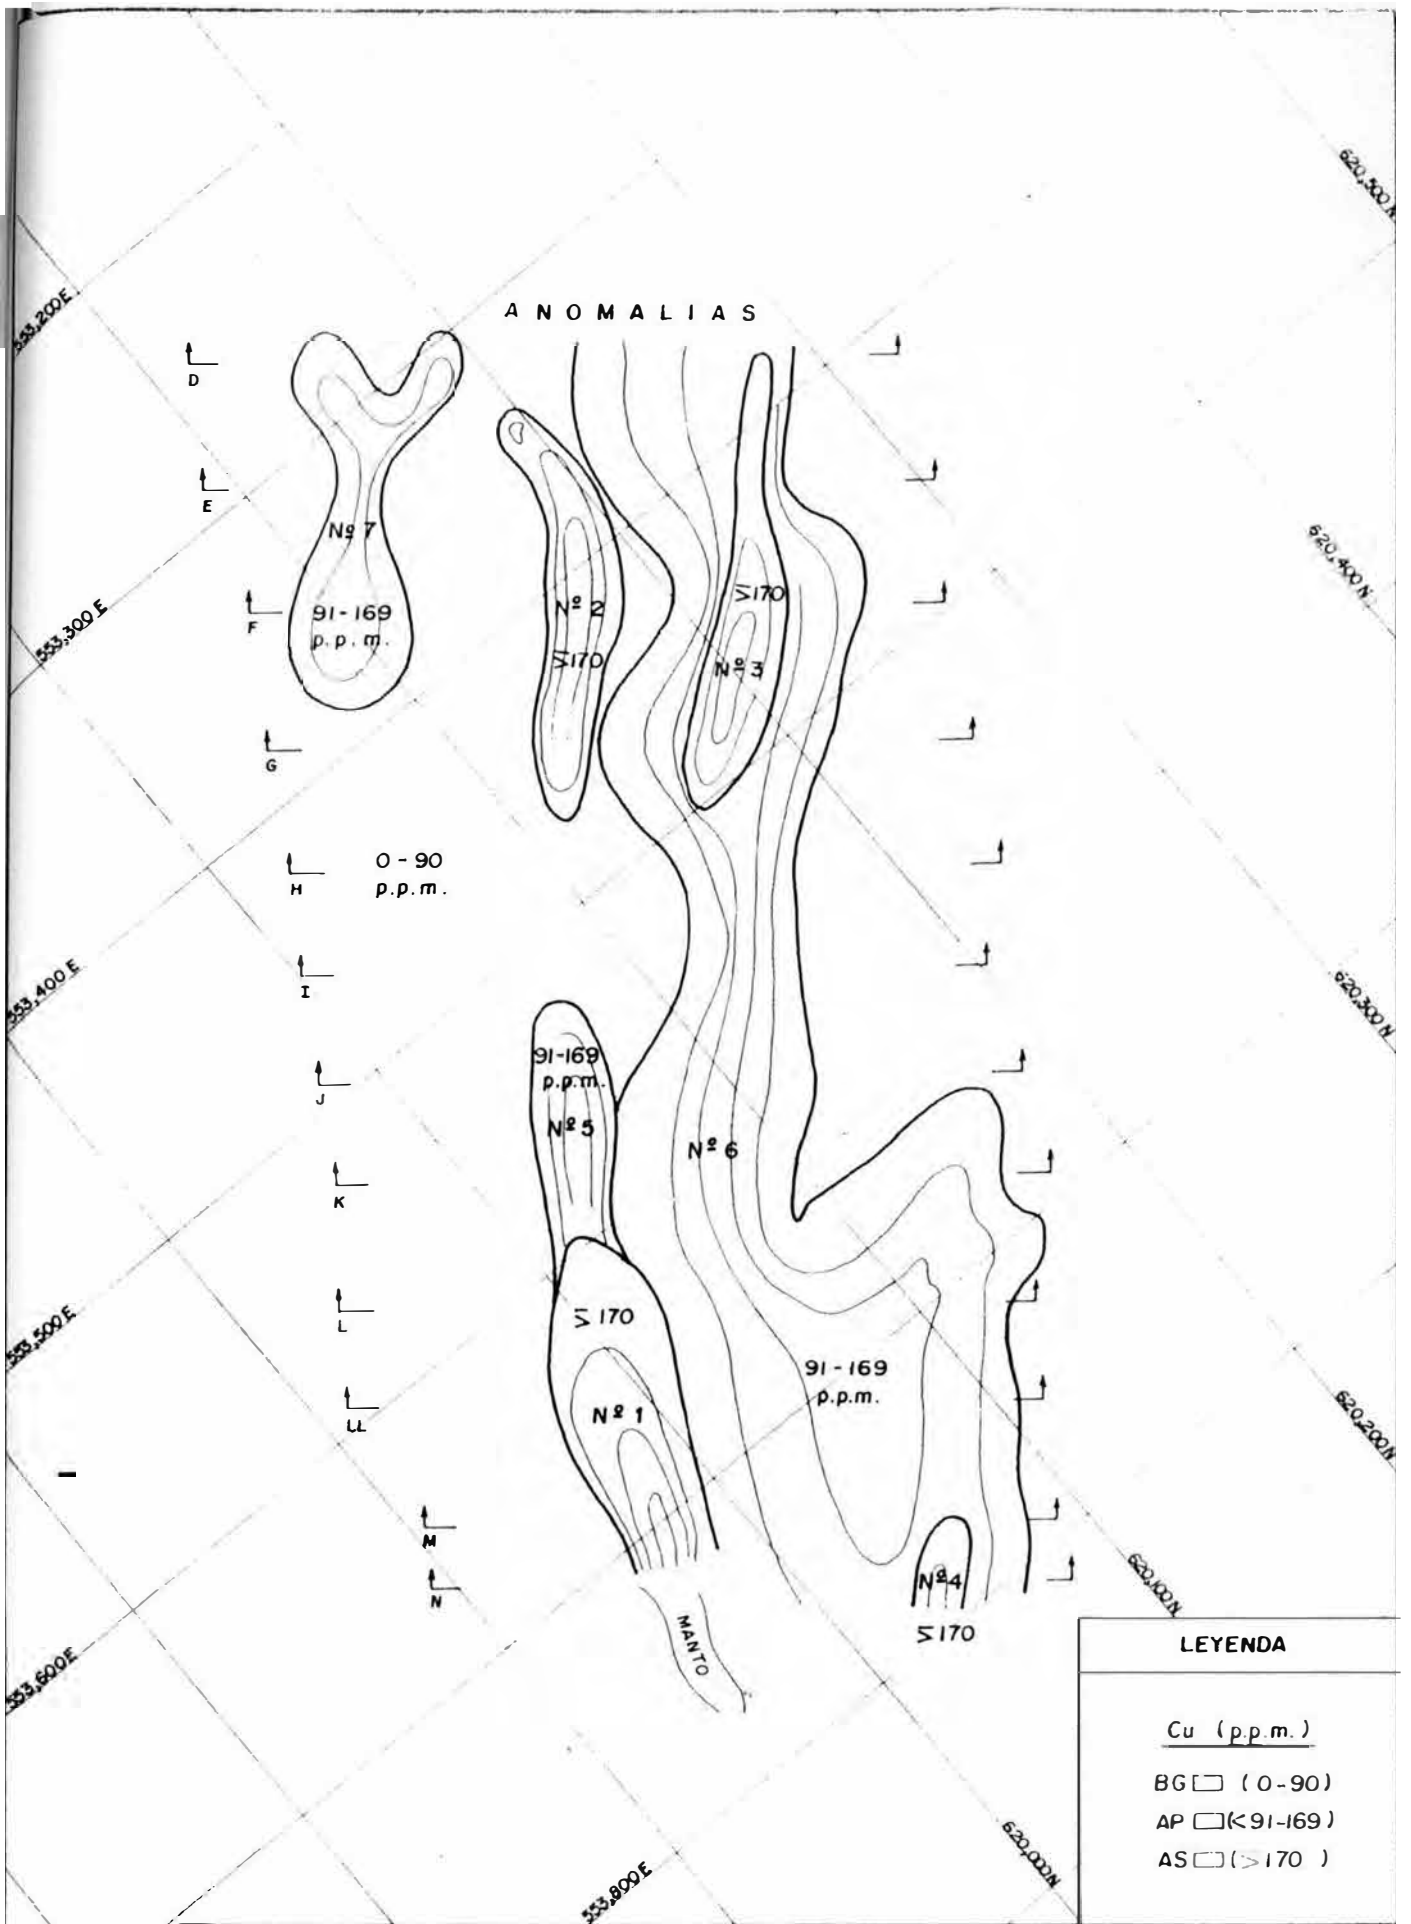 620,500 N
553,200 E
ANOMALIAS
D
E
Nº 7
620,400 N
≥170
91-169
p.p.m.
Nº 2
F
553,300 E
≥170
Nº 3
G
0-90
p.p.m.
H
I
553,400 E
620,300 N
91-169
p.p.m.
J
Nº 5
Nº 6
K
≥170
L
553,500 E
91-169
p.p.m.
Nº 1
LL
620,200 N
M
Nº 4
N
620,100 N
≥170
MANTO
553,600 E
620,000 N
553,800 E
LEYENDA
Cu (p.p.m.)
BG (0-90)
AP (<91-169)
AS (>170)